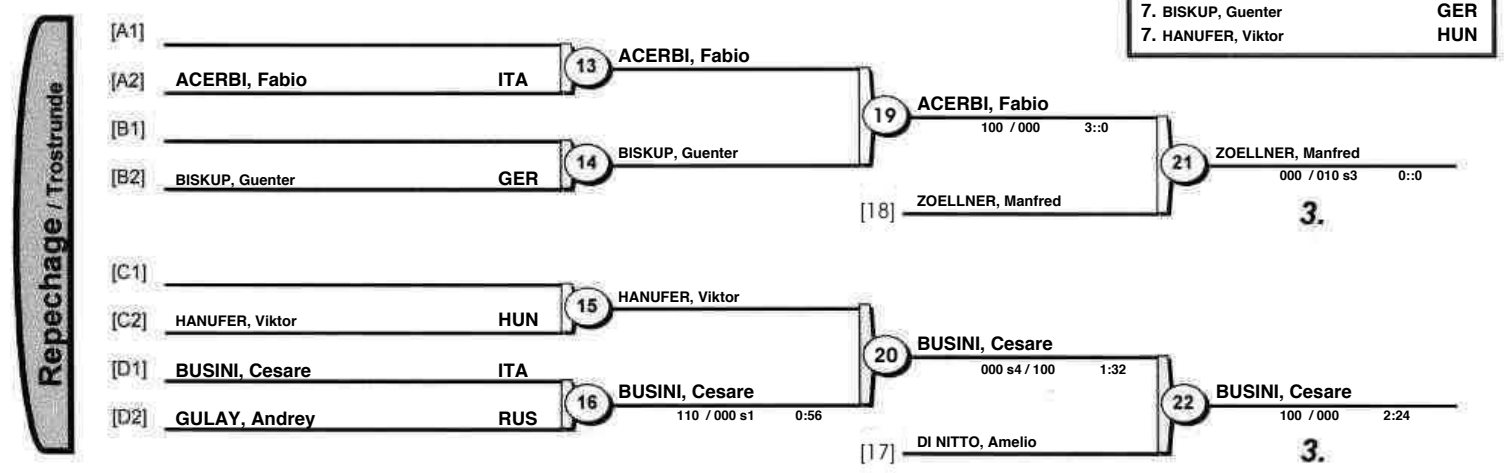 7. BISKUP, Guenter GER
7. HANUFER, Viktor HUN
Repechage / Trostrunde
[A1]
[A2] ACERBI, Fabio ITA
13 ACERBI, Fabio
[B1]
[B2] BISKUP, Guenter GER
14 BISKUP, Guenter
19 ACERBI, Fabio
100 / 000 3::0
[18] ZOELLNER, Manfred
21 ZOELLNER, Manfred
000 / 010 s3 0::0
3.
[C1]
[C2] HANUFER, Viktor HUN
15 HANUFER, Viktor
[D1] BUSINI, Cesare ITA
[D2] GULAY, Andrey RUS
16 BUSINI, Cesare
110 / 000 s1 0:56
20 BUSINI, Cesare
000 s4 / 100 1:32
[17] DI NITTO, Amelio
22 BUSINI, Cesare
100 / 000 2:24
3.